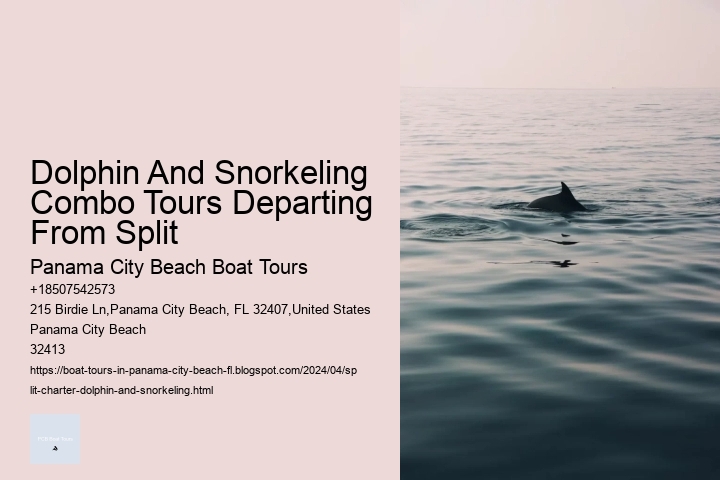 Dolphin And Snorkeling
Combo Tours Departing
From Split
Panama City Beach Boat Tours
+18507542573
215 Birdie Ln,Panama City Beach, FL 32407,United States
Panama City Beach
32413
https://boat-tours-in-panama-city-beach-fl.blogspot.com/2024/04/sp
lit-charter-dolphin-and-snorkeling.html